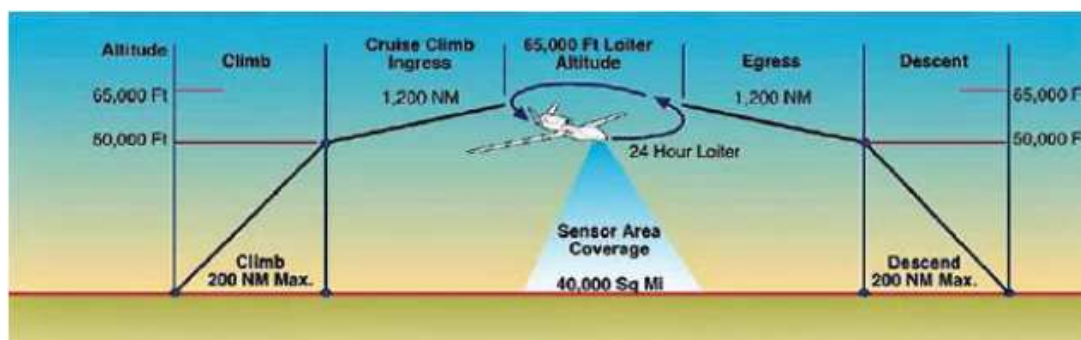 Altitude
Climb
Cruise Climb
Ingress
65,000 Ft Loiter
Altitude
Egress
Descent
65,000 Ft
1,200 NM
1,200 NM
65,000 F
50,000 Ft
24 Hour Loiter
50,000 F
Sensor Area
Coverage
Climb
200 NM Max.
40,000 Sq Mi
Descend
200 NM Max.